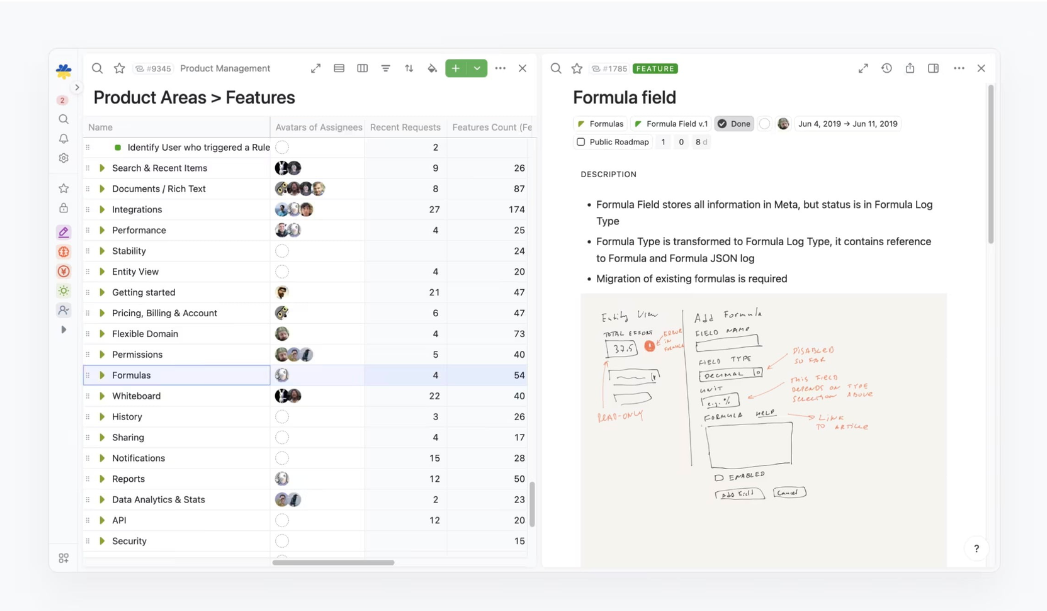 #9345 Product Management
Product Areas > Features
2
Name Avatars of Assignees Recent Requests Features Count (Fe
Identify User who triggered a Rule 2
Search & Recent Items 9 26
Documents / Rich Text 8 87
Integrations 27 174
Performance 4 25
Stability 24
Entity View 4 20
Getting started 21 47
Pricing, Billing & Account 6 47
Flexible Domain 4 73
Permissions 5 40
Formulas 4 54
Whiteboard 22 40
History 3 26
Sharing 4 17
Notifications 15 28
Reports 12 50
Data Analytics & Stats 2 23
API 12 20
Security 15
#1785 FEATURE
Formula field
Formulas Formula Field v.1 Done Jun 4, 2019 → Jun 11, 2019
Public Roadmap 1 0 8 d
DESCRIPTION
• Formula Field stores all information in Meta, but status is in Formula Log
Type
• Formula Type is transformed to Formula Log Type, it contains reference
to Formula and Formula JSON log
• Migration of existing formulas is required
Entity View
TOTAL EFFORT
37.5
ERROR
IN
FORMULA
READ-ONLY
Add Formula
FIELD NAME
FIELD TYPE
DECIMAL
DISABLED
SO FAR
UNIT
e.g. %
THIS FIELD
DEPENDS ON TYPE
SELECTION ABOVE
FORMULA HELP
LINK
TO ARTICLE
ENABLED
Add Field Cancel
?